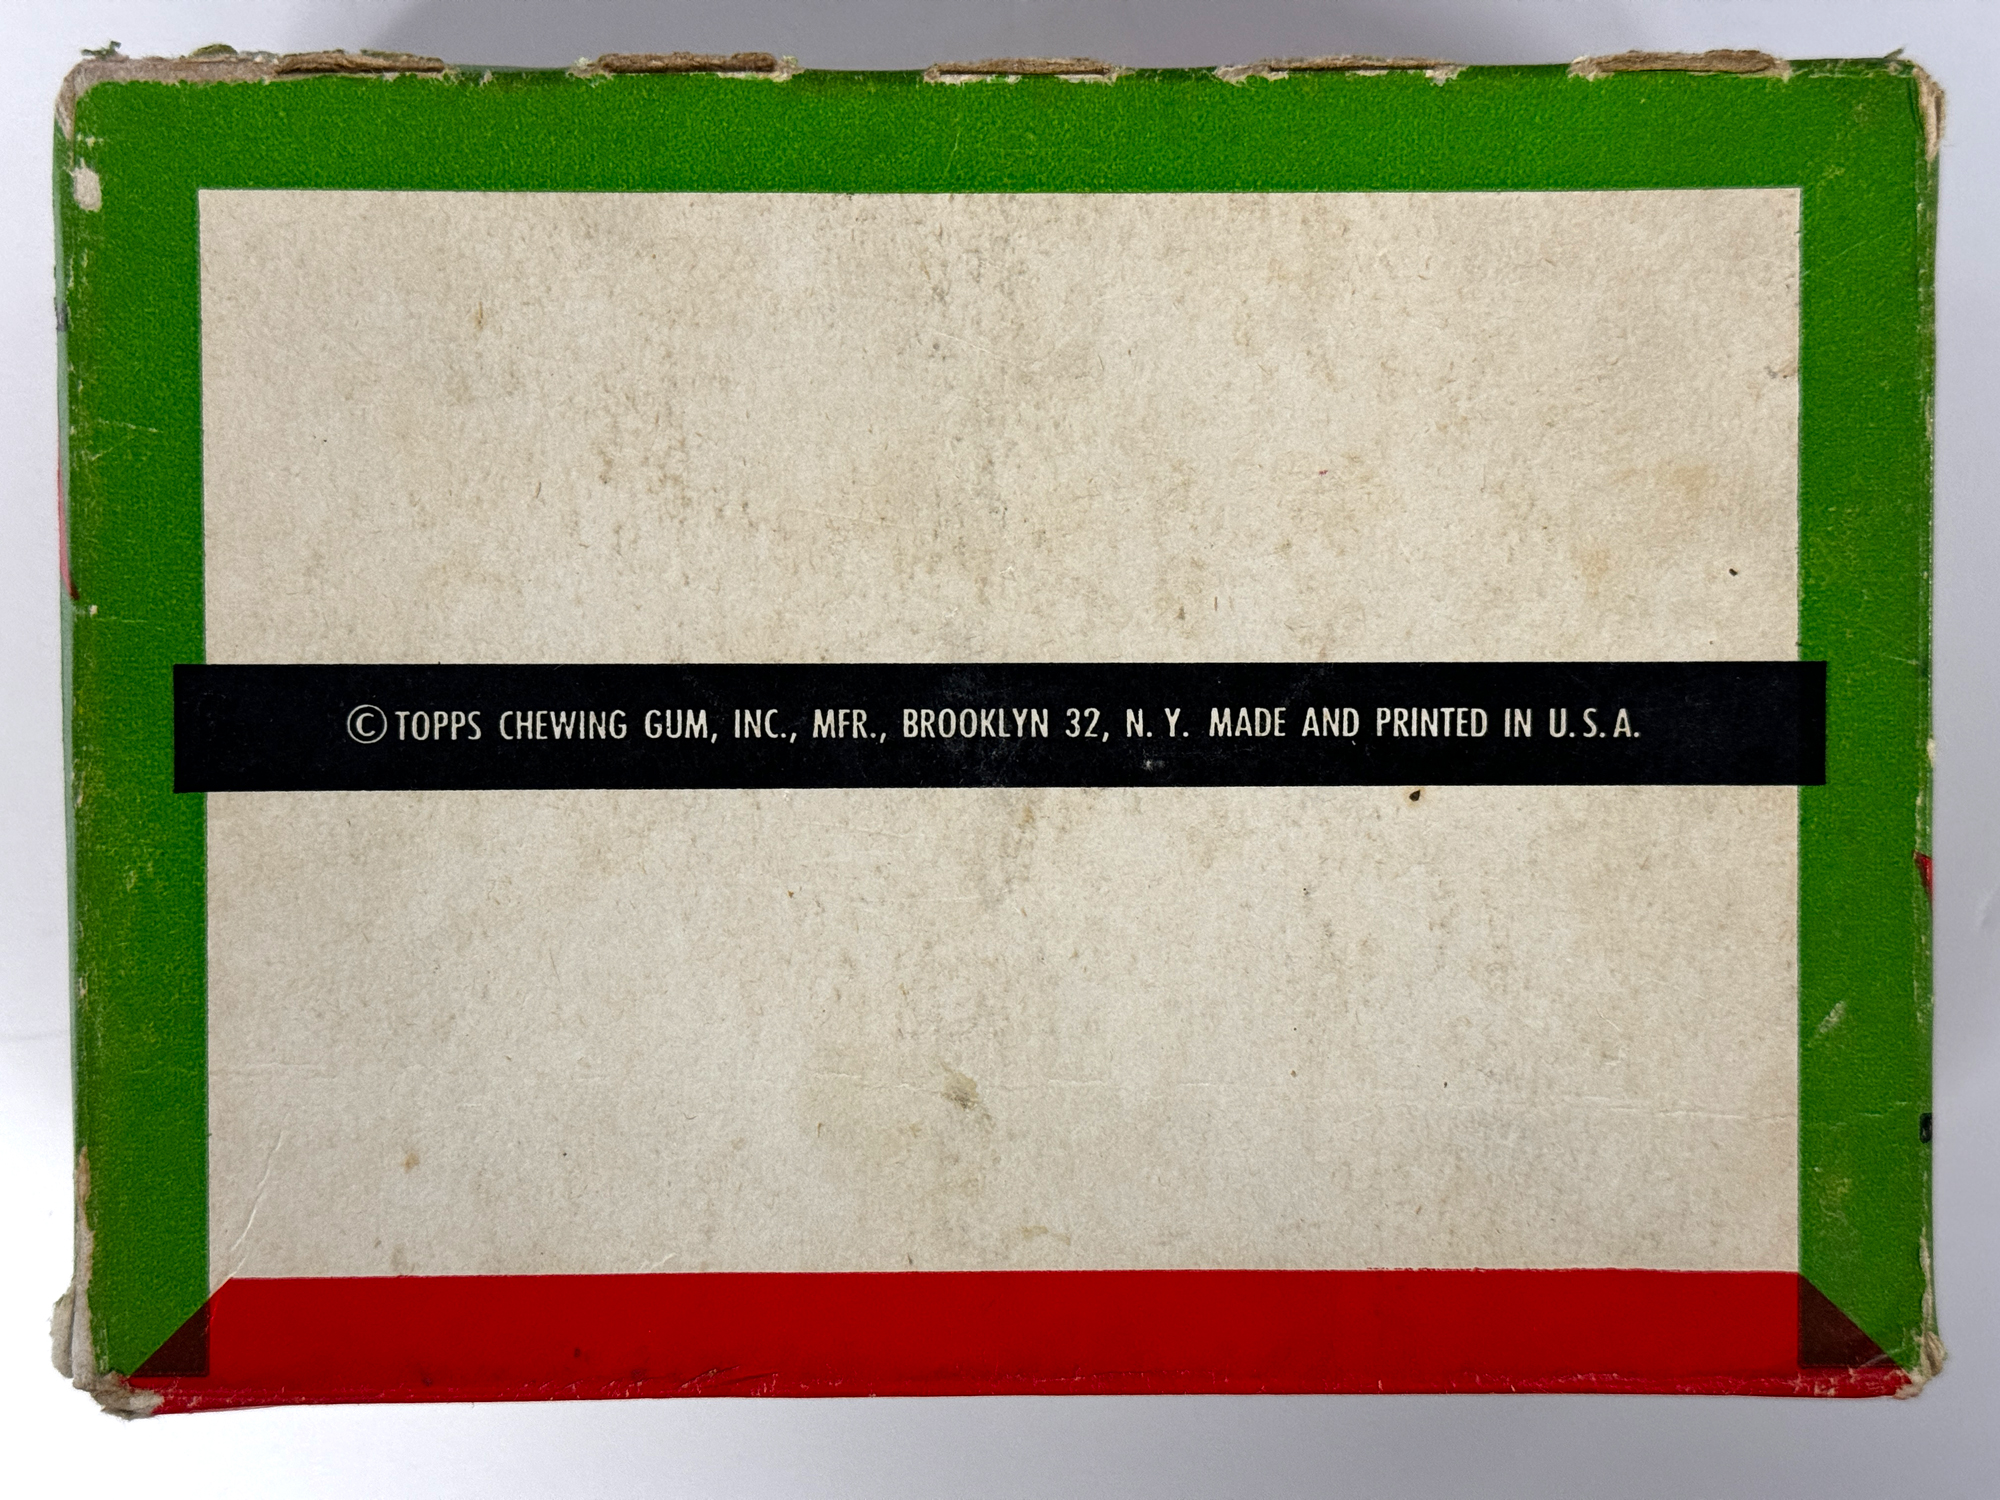 © TOPPS CHEWING GUM, INC., MFR., BROOKLYN 32, N. Y. MADE AND PRINTED IN U.S.A.